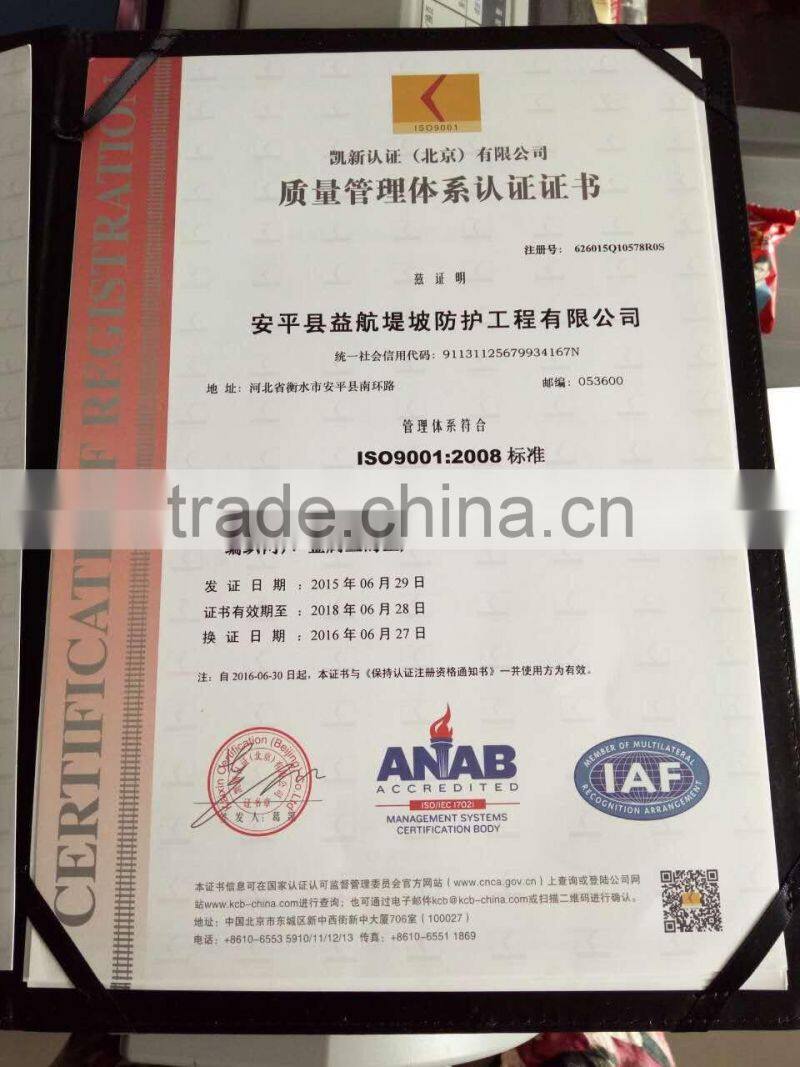 CERTIFICATE OF REGISTRATION
ISO9001
凯新认证（北京）有限公司
质量管理体系认证证书
注册号： 626015Q10578R0S
兹证明
安平县益航堤坡防护工程有限公司
统一社会信用代码：91131125679934167N
地 址：河北省衡水市安平县南环路 邮编：053600
管理体系符合
ISO9001:2008 标准
trade.china.cn
发 证 日 期 ：2015 年 06 月 29 日
证书有效期至 ：2018 年 06 月 28 日
换 证 日 期 ：2016 年 06 月 27 日
注：自 2016-06-30 日起，本证书与《保持认证注册资格通知书》一并使用方为有效。
Kaixin Certification (Beijing) Co Ltd
证书章
签发人：葛
ANAB
ACCREDITED
ISO/IEC 17021
MANAGEMENT SYSTEMS
CERTIFICATION BODY
MEMBER OF MULTILATERAL
IAF
RECOGNITION ARRANGEMENT
本证书信息可在国家认证认可监督管理委员会官方网站（www.cnca.gov.cn）上查询或登陆公司网
站www.kcb-china.com进行查询；也可通过电子邮件kcb@kcb-china.com或扫描二维码进行确认。
地址：中国北京市东城区新中西街新中大厦706室（100027）
电话：+8610-6553 5910/11/12/13 传真：+8610-6551 1869